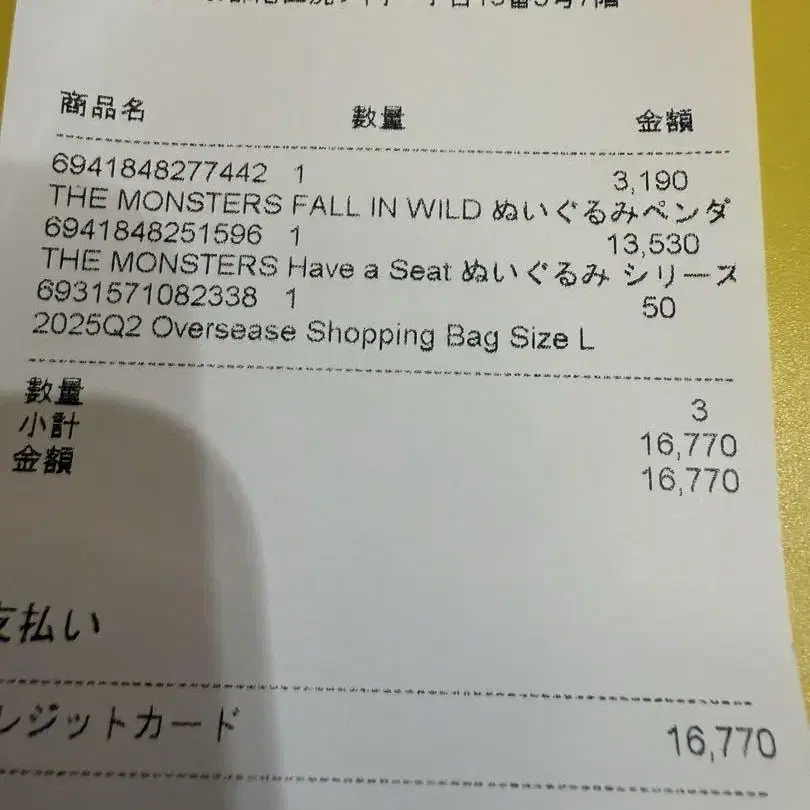 商品名 数量 金額
6941848277442 1 3,190
THE MONSTERS FALL IN WILD ぬいぐるみペンダ
6941848251596 1 13,530
THE MONSTERS Have a Seat ぬいぐるみ シリーズ
6931571082338 1 50
2025Q2 Oversease Shopping Bag Size L
数量 3
小計 16,770
金額 16,770
支払い
レジットカード 16,770